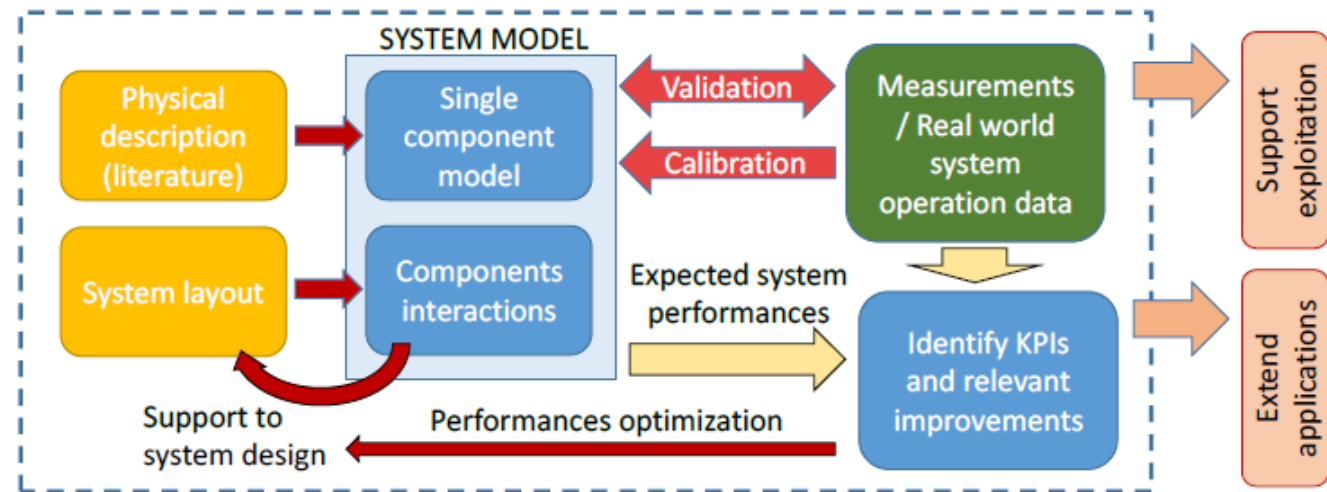 SYSTEM MODEL
Physical
description
(literature)
Single
component
model
Validation
Calibration
Measurements
/ Real world
system
operation data
Support
exploitation
System layout
Components
interactions
Expected system
performances
Identify KPIs
and relevant
improvements
Extend
applications
Support to
system design
Performances optimization